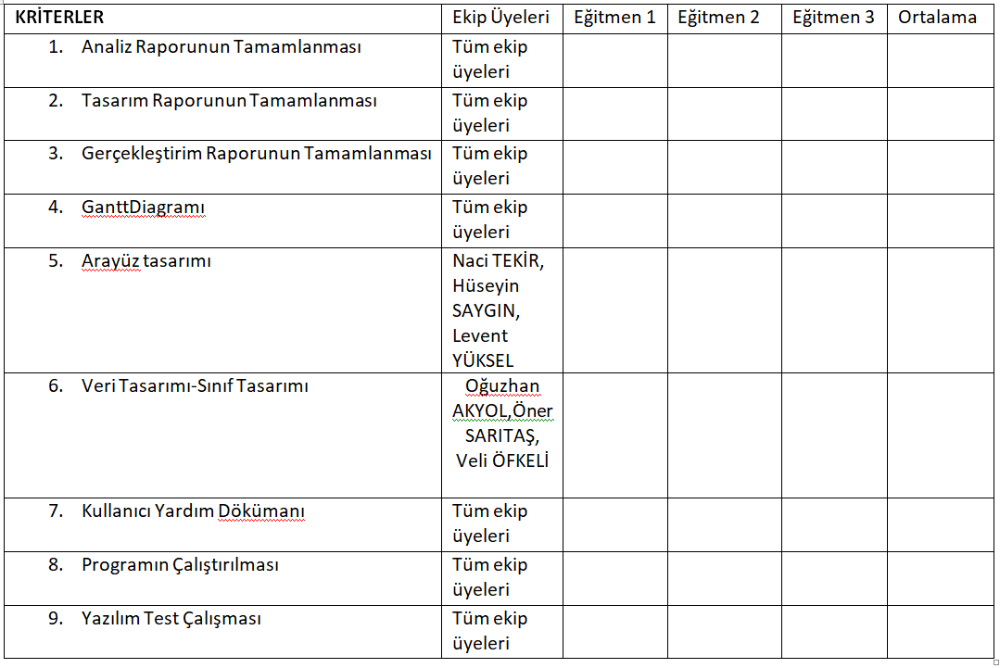 KRİTERLER Ekip Üyeleri Eğitmen 1 Eğitmen 2 Eğitmen 3 Ortalama
1. Analiz Raporunun Tamamlanması Tüm ekip
üyeleri
2. Tasarım Raporunun Tamamlanması Tüm ekip
üyeleri
3. Gerçekleştirim Raporunun Tamamlanması Tüm ekip
üyeleri
4. GanttDiagramı Tüm ekip
üyeleri
5. Arayüz tasarımı Naci TEKİR,
Hüseyin
SAYGIN,
Levent
YÜKSEL
6. Veri Tasarımı-Sınıf Tasarımı Oğuzhan
AKYOL,Öner
SARITAŞ,
Veli ÖFKELİ
7. Kullanıcı Yardım Dökümanı Tüm ekip
üyeleri
8. Programın Çalıştırılması Tüm ekip
üyeleri
9. Yazılım Test Çalışması Tüm ekip
üyeleri